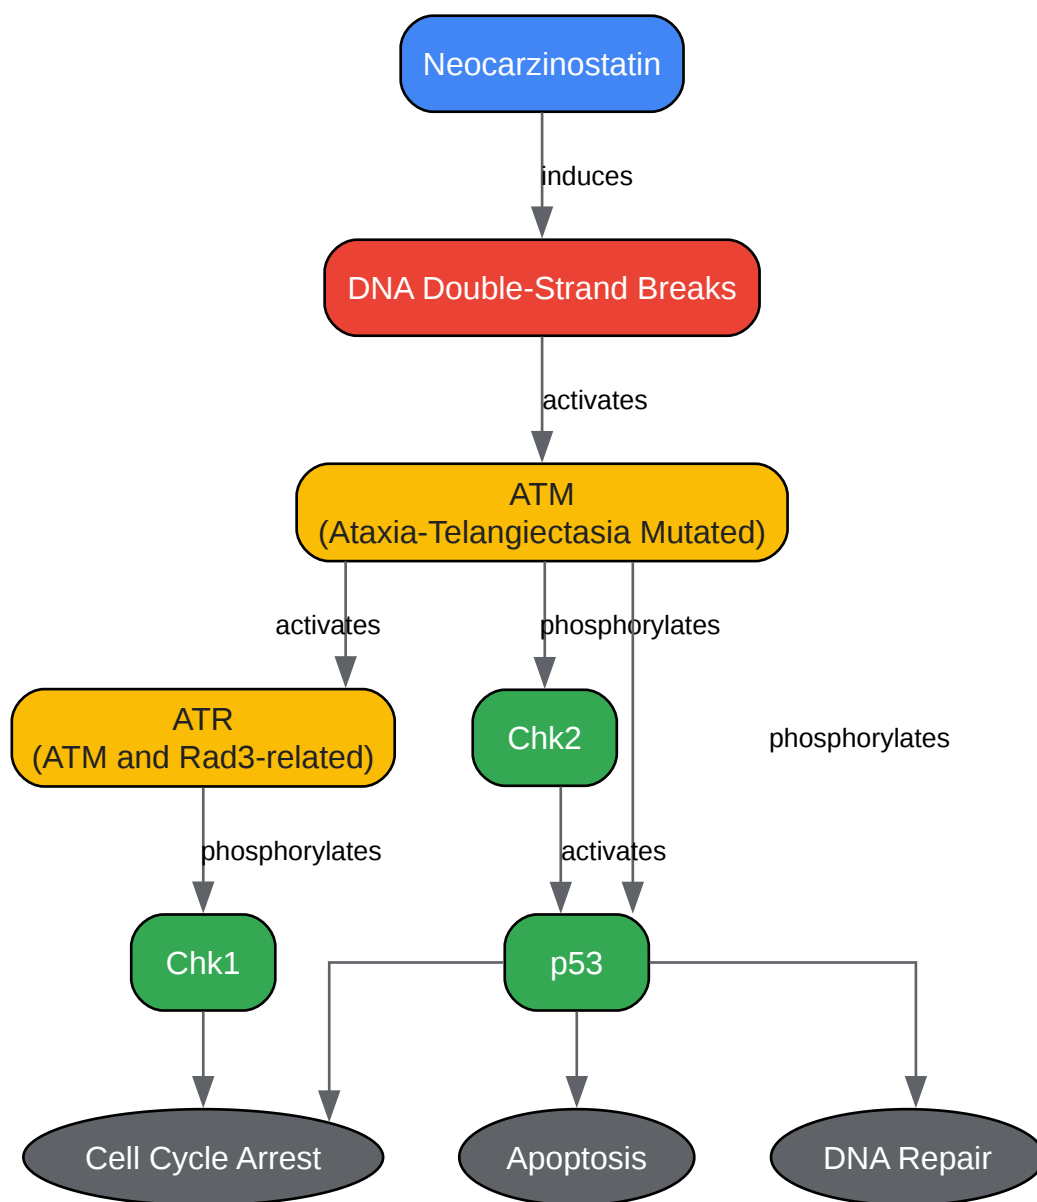 Neocarzinostatin
induces
DNA Double-Strand Breaks
activates
ATM
(Ataxia-Telangiectasia Mutated)
activates
phosphorylates
ATR
(ATM and Rad3-related)
Chk2
phosphorylates
phosphorylates
activates
Chk1
p53
Cell Cycle Arrest
Apoptosis
DNA Repair